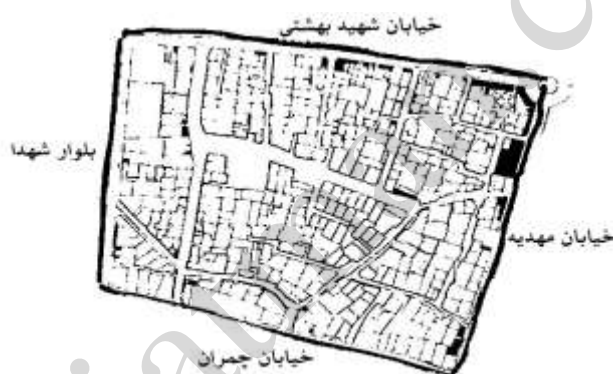 خیابان شهید بهشتی
بلوار شهدا
خیابان مهدیه
خیابان چمران